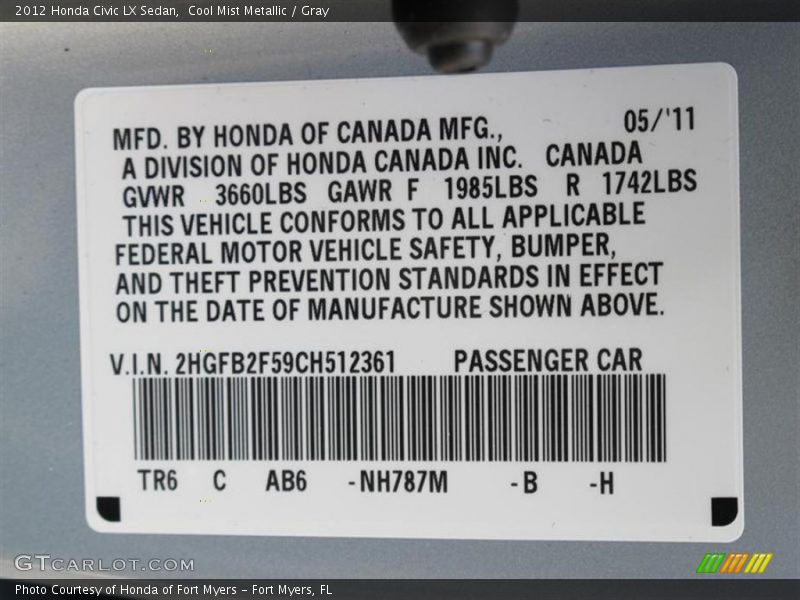 2012 Honda Civic LX Sedan,  Cool Mist Metallic / Gray
05/'11
MFD. BY HONDA OF CANADA MFG.,
A DIVISION OF HONDA CANADA INC. CANADA
GVWR 3660LBS GAWR F 1985LBS R 1742LBS
THIS VEHICLE CONFORMS TO ALL APPLICABLE
FEDERAL MOTOR VEHICLE SAFETY, BUMPER,
AND THEFT PREVENTION STANDARDS IN EFFECT
ON THE DATE OF MANUFACTURE SHOWN ABOVE.
V.I.N. 2HGFB2F59CH512361 PASSENGER CAR
TR6 C AB6 -NH787M -B -H
GTCARLOT.COM
Photo Courtesy of Honda of Fort Myers – Fort Myers, FL